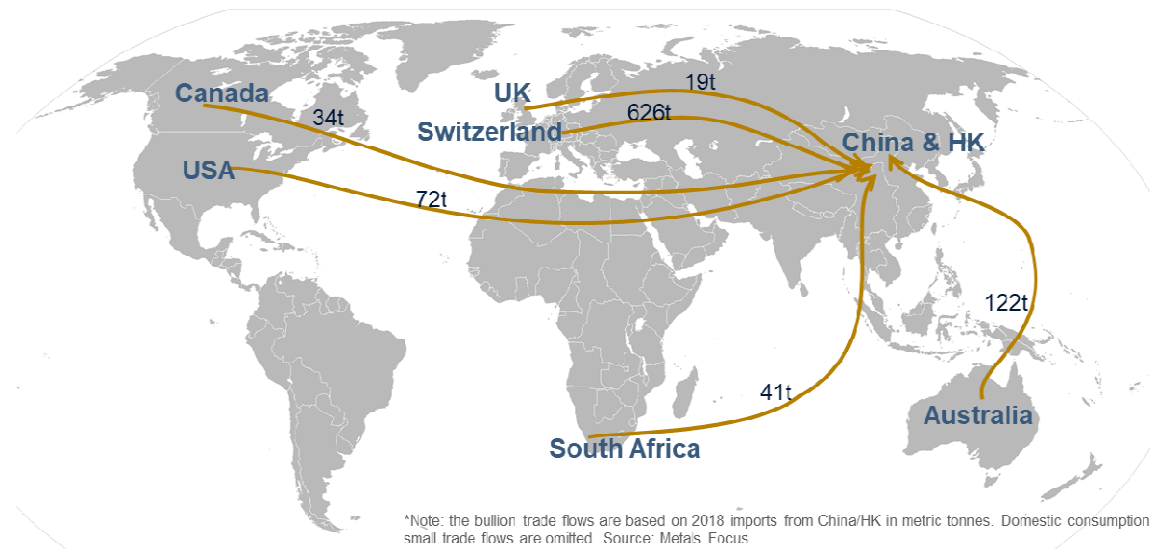 UK
19t
Canada
34t
Switzerland
626t
China & HK
USA
72t
122t
41t
Australia
South Africa
*Note: the bullion trade flows are based on 2018 imports from China/HK in metric tonnes. Domestic consumption
small trade flows are omitted. Source: Metals Focus